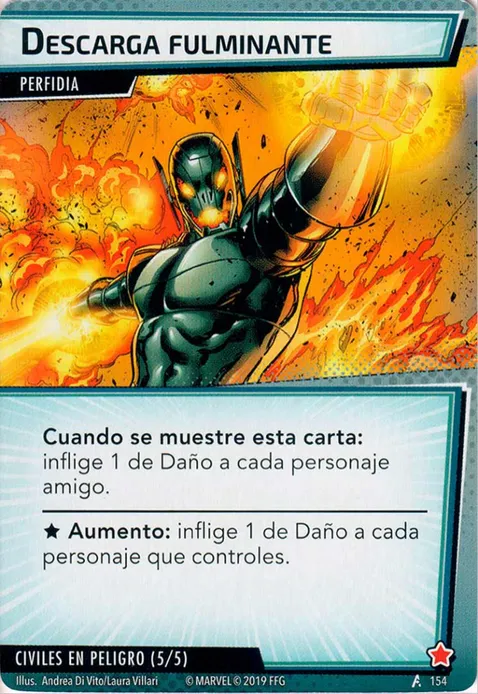 DESCARGA FULMINANTE
PERFIDIA
Cuando se muestre esta carta:
inflige 1 de Daño a cada personaje
amigo.
★ Aumento: inflige 1 de Daño a cada
personaje que controles.
CIVILES EN PELIGRO (5/5)
Illus. Andrea Di Vito/Laura Villari © MARVEL © 2019 FFG 154